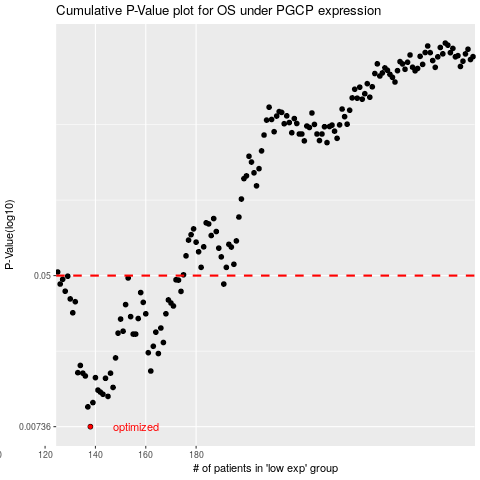 Cumulative P-Value plot for OS under PGCP expression
P-Value(log10)
0.05
0.00736
optimized
0
120
140
160
180
# of patients in 'low exp' group